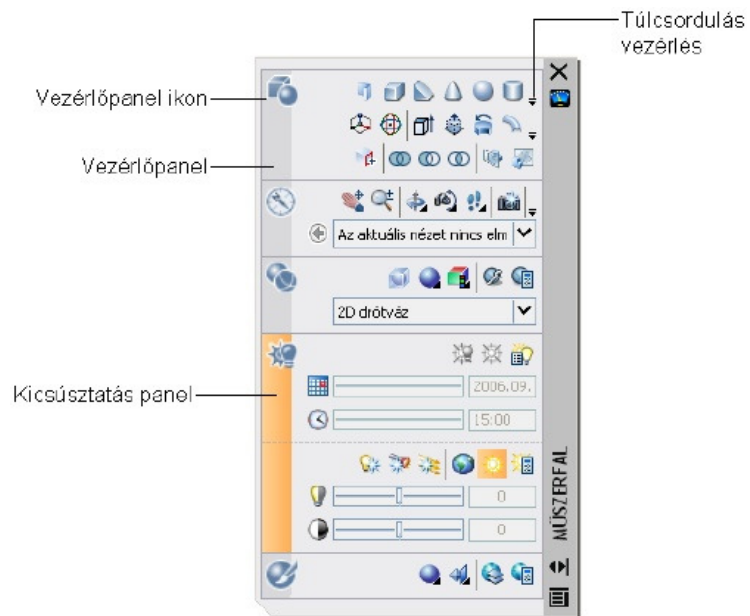 Túlcsordulás
vezérlés
Vezérlőpanel ikon
Vezérlőpanel
Az aktuális nézet nincs elm
2D drótváz
Kicsúsztatás panel
2006.09.
15:00
0
0
MŰSZERFAL